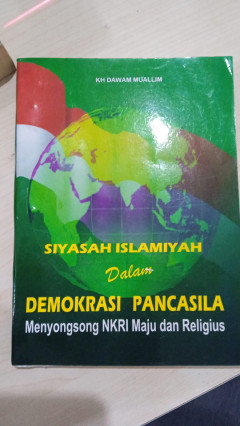 KH DAWAM MUALLIM
SIYASAH ISLAMIYAH
Dalam
DEMOKRASI PANCASILA
Menyongsong NKRI Maju dan Religius